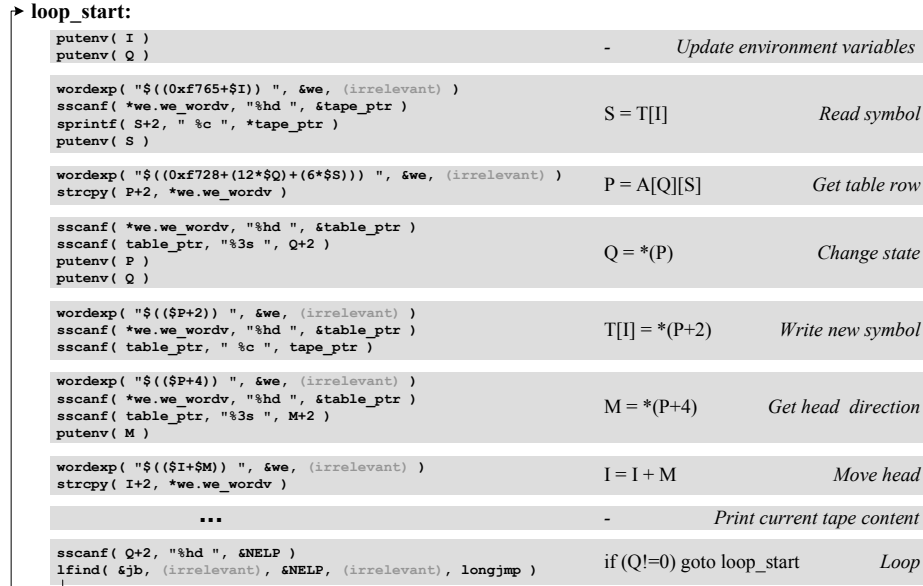 loop_start:
putenv( I )
putenv( Q )
- Update environment variables
wordexp( "$((0xf765+$I)) ", &we, (irrelevant) )
sscanf( *we.we_wordv, "%hd ", &tape_ptr )
sprintf( S+2, " %c ", *tape_ptr )
putenv( S )
S = T[I] Read symbol
wordexp( "$((0xf728+(12*$Q)+(6*$S))) ", &we, (irrelevant) )
strcpy( P+2, *we.we_wordv )
P = A[Q][S] Get table row
sscanf( *we.we_wordv, "%hd ", &table_ptr )
sscanf( table_ptr, "%3s ", Q+2 )
putenv( P )
putenv( Q )
Q = *(P) Change state
wordexp( "$(($P+2)) ", &we, (irrelevant) )
sscanf( *we.we_wordv, "%hd ", &table_ptr )
sscanf( table_ptr, " %c ", tape_ptr )
T[I] = *(P+2) Write new symbol
wordexp( "$(($P+4)) ", &we, (irrelevant) )
sscanf( *we.we_wordv, "%hd ", &table_ptr )
sscanf( table_ptr, "%3s ", M+2 )
putenv( M )
M = *(P+4) Get head direction
wordexp( "$(($I+$M)) ", &we, (irrelevant) )
strcpy( I+2, *we.we_wordv )
I = I + M Move head
... - Print current tape content
sscanf( Q+2, "%hd ", &NELP )
lfind( &jb, (irrelevant), &NELP, (irrelevant), longjmp )
if (Q!=0) goto loop_start Loop